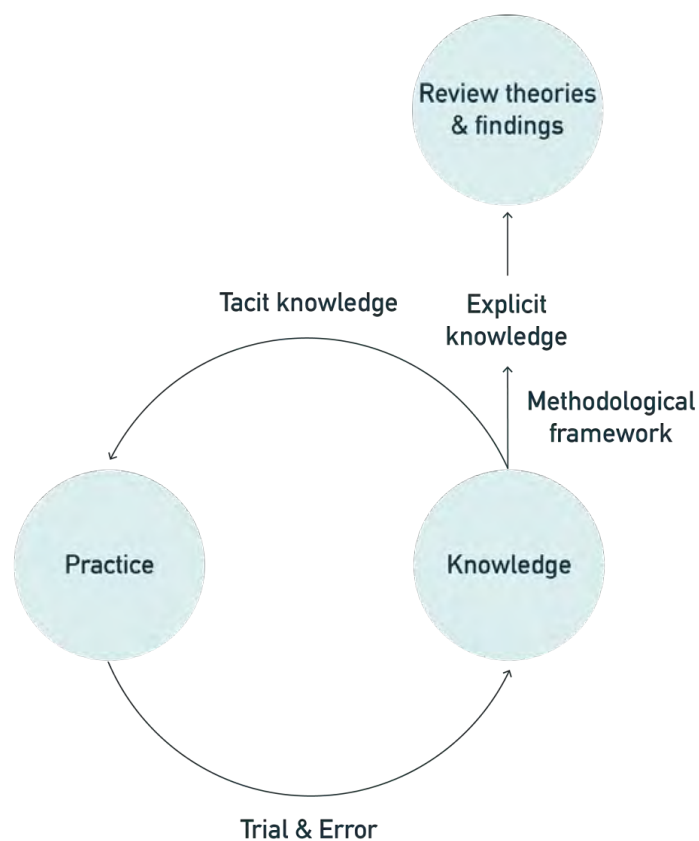 Review theories
& findings
Tacit knowledge
Explicit
knowledge
Methodological
framework
Practice
Knowledge
Trial & Error